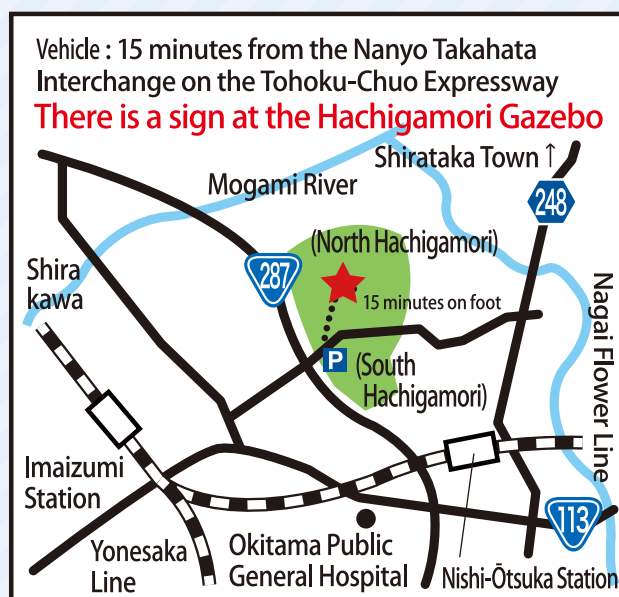 Vehicle : 15 minutes from the Nanyo Takahata
Interchange on the Tohoku-Chuo Expressway
There is a sign at the Hachigamori Gazebo
Shirataka Town ↑
Mogami River
248
(North Hachigamori)
Shira
kawa
287
15 minutes on foot
Nagai Flower Line
P
(South
Hachigamori)
Imaizumi
Station
113
Yonesaka
Line
Okitama Public
General Hospital
Nishi-Ōtsuka Station